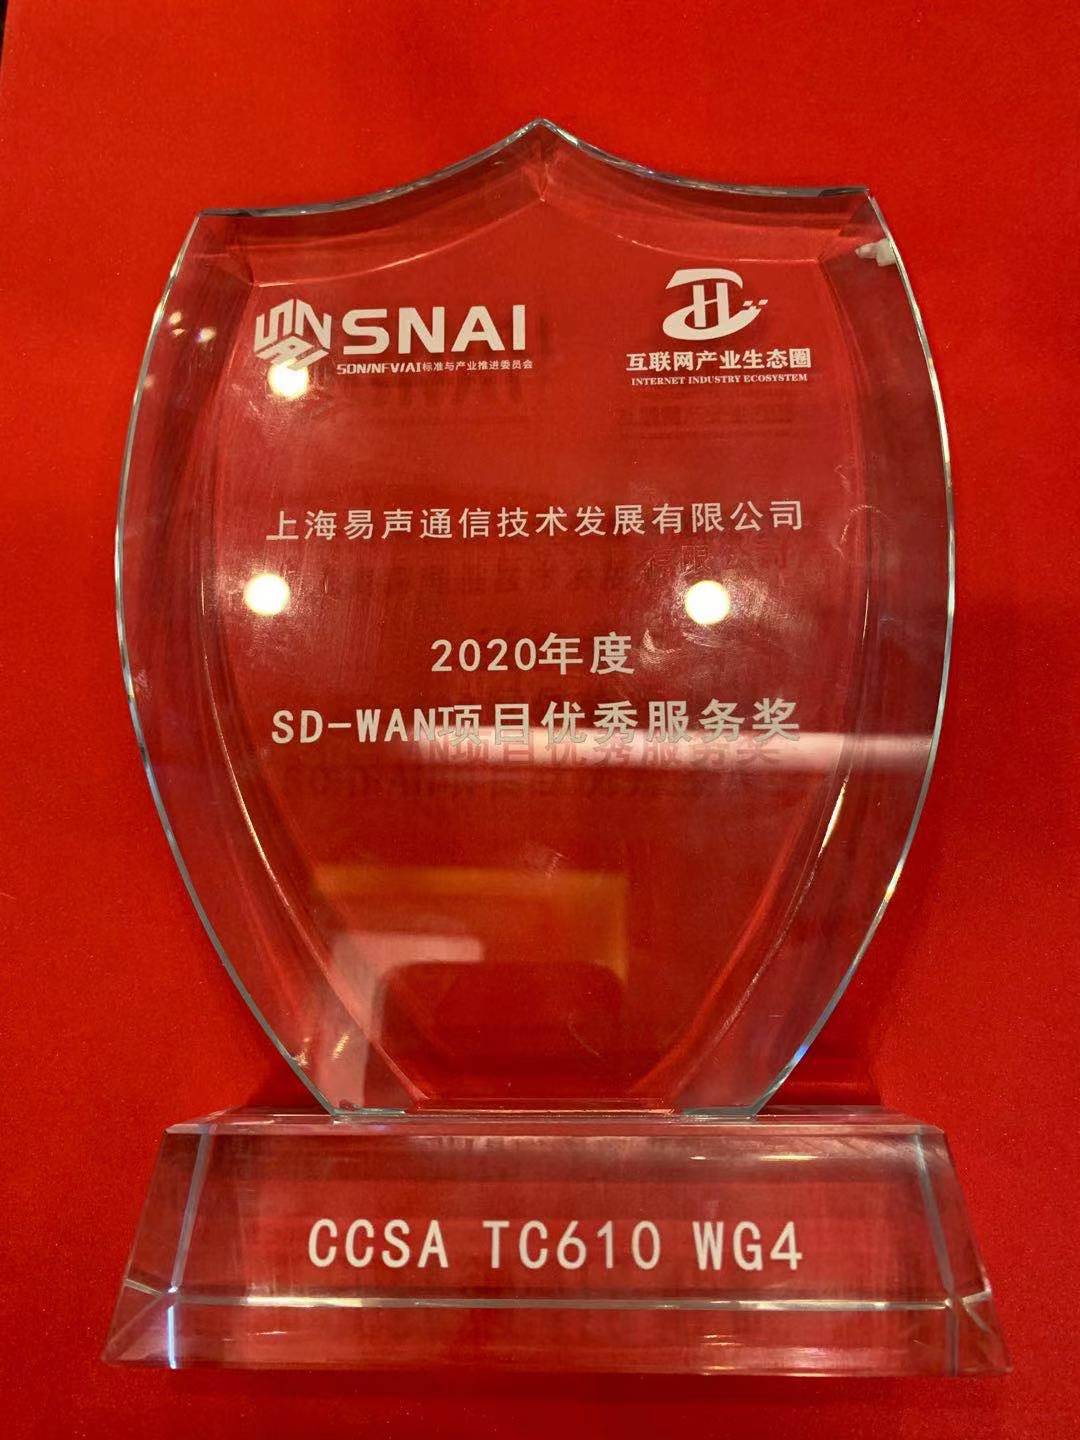 SNAI
SDN/NFV/AI标准与产业推进委员会
互联网产业生态圈
INTERNET INDUSTRY ECOSYSTEM
上海易声通信技术发展有限公司
2020年度
SD-WAN项目优秀服务奖
CCSA TC610 WG4